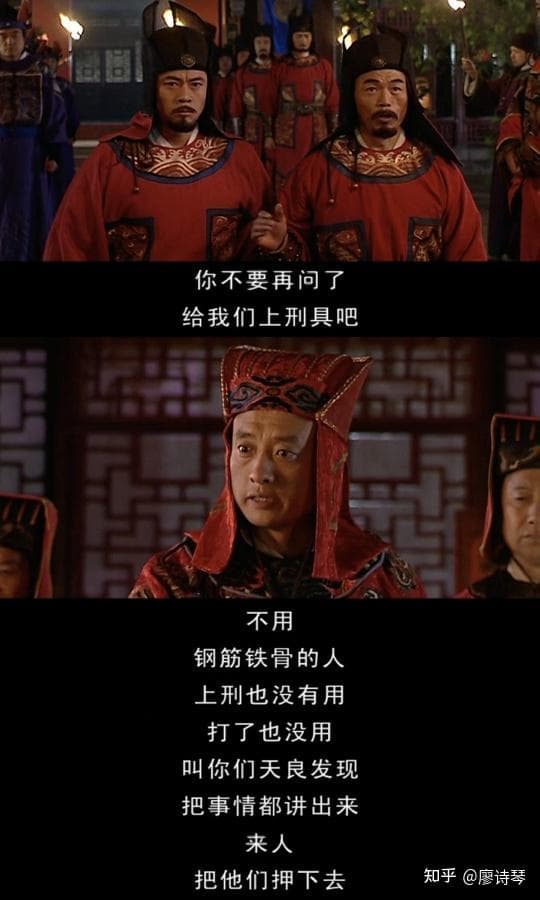 你不要再问了
给我们上刑具吧
不用
钢筋铁骨的人
上刑也没有用
打了也没用
叫你们天良发现
把事情都讲出来
来人
把他们押下去
知乎 @廖诗琴